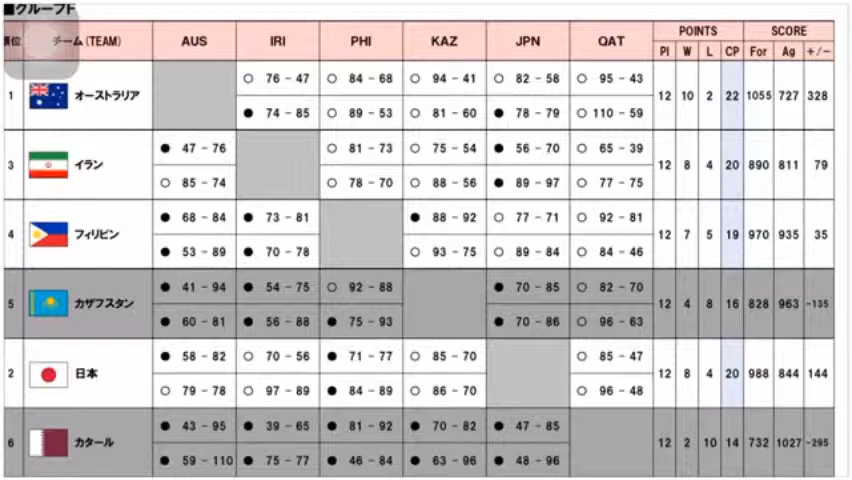 ■グループF
順位 チーム(TEAM) AUS IRI PHI KAZ JPN QAT POINTS SCORE
Pl W L CP For Ag +/−
1 オーストラリア ○ 76 - 47 ○ 84 - 68 ○ 94 - 41 ○ 82 - 58 ○ 95 - 43 12 10 2 22 1055 727 328
● 74 - 85 ○ 89 - 53 ○ 81 - 60 ● 78 - 79 ○ 110 - 59
3 イラン ● 47 - 76 ○ 81 - 73 ○ 75 - 54 ● 56 - 70 ○ 65 - 39 12 8 4 20 890 811 79
○ 85 - 74 ○ 78 - 70 ○ 88 - 56 ● 89 - 97 ○ 77 - 75
4 フィリピン ● 68 - 84 ● 73 - 81 ● 88 - 92 ○ 77 - 71 ○ 92 - 81 12 7 5 19 970 935 35
● 53 - 89 ● 70 - 78 ○ 93 - 75 ○ 89 - 84 ○ 84 - 46
5 カザフスタン ● 41 - 94 ● 54 - 75 ○ 92 - 88 ● 70 - 85 ○ 82 - 70 12 4 8 16 828 963 -135
● 60 - 81 ● 56 - 88 ● 75 - 93 ● 70 - 86 ○ 96 - 63
2 日本 ● 58 - 82 ○ 70 - 56 ● 71 - 77 ○ 85 - 70 ○ 85 - 47 12 8 4 20 988 844 144
○ 79 - 78 ○ 97 - 89 ● 84 - 89 ○ 86 - 70 ○ 96 - 48
6 カタール ● 43 - 95 ● 39 - 65 ● 81 - 92 ● 70 - 82 ● 47 - 85 12 2 10 14 732 1027 -295
● 59 - 110 ● 75 - 77 ● 46 - 84 ● 63 - 96 ● 48 - 96